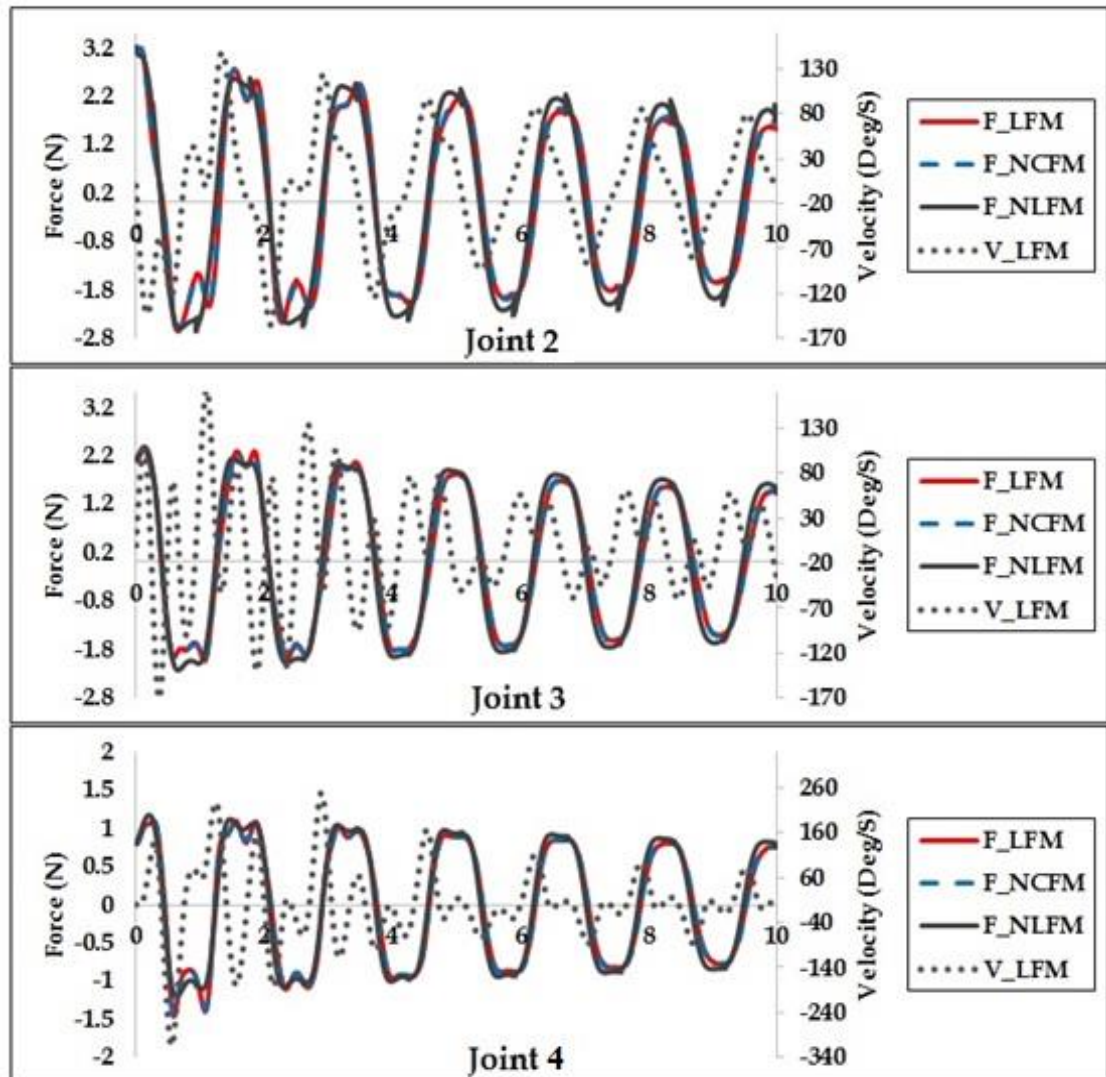 3.2
2.2
1.2
0.2
-0.8
-1.8
-2.8
Force (N)
0
2
4
6
8
10
130
80
30
-20
-70
-120
-170
Velocity (Deg/S)
Joint 2
F_LFM
F_NCFM
F_NLFM
V_LFM
3.2
2.2
1.2
0.2
-0.8
-1.8
-2.8
Force (N)
0
2
4
6
8
10
130
80
30
-20
-70
-120
-170
Velocity (Deg/S)
Joint 3
F_LFM
F_NCFM
F_NLFM
V_LFM
2
1.5
1
0.5
0
-0.5
-1
-1.5
-2
Force (N)
0
2
4
6
8
10
260
160
60
-40
-140
-240
-340
Velocity (Deg/S)
Joint 4
F_LFM
F_NCFM
F_NLFM
V_LFM